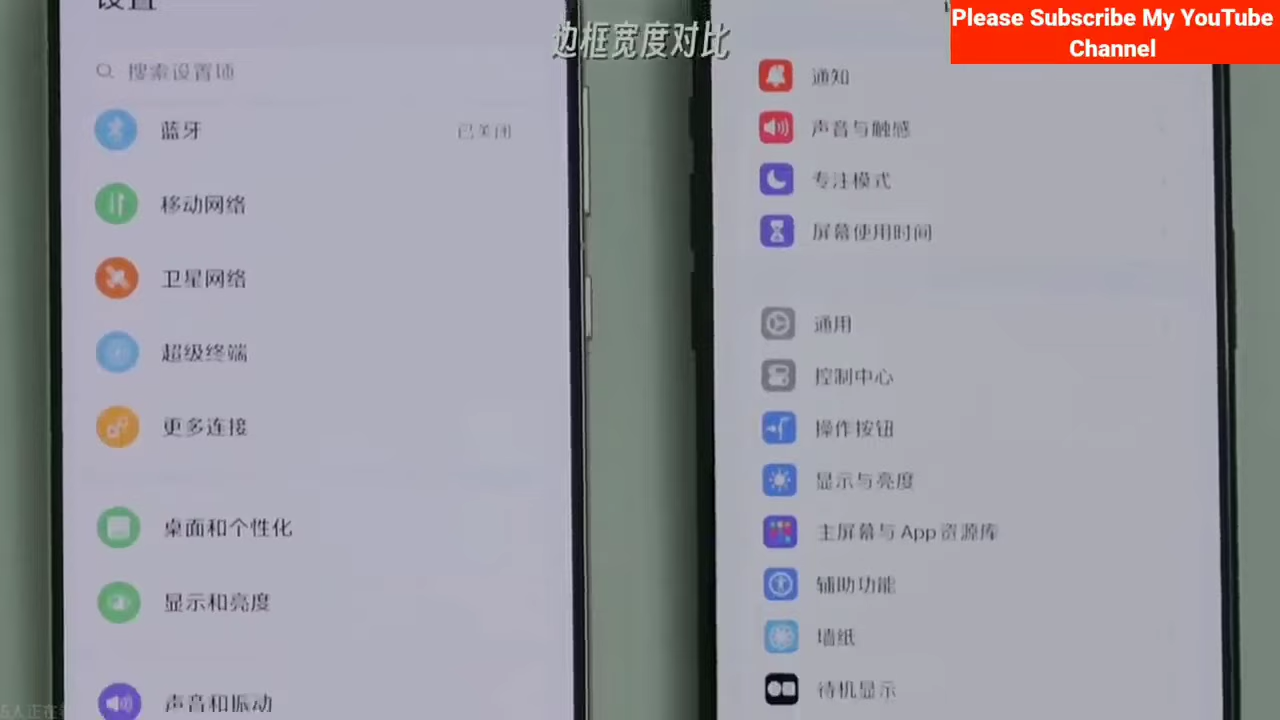 边框宽度对比
Please Subscribe My YouTube
Channel
设置
搜索设置项
蓝牙 已关闭
移动网络
卫星网络
超级终端
更多连接
桌面和个性化
显示和亮度
声音和振动
通知
声音与触感
专注模式
屏幕使用时间
通用
控制中心
操作按钮
显示与亮度
主屏幕与 App 资源库
辅助功能
墙纸
待机显示